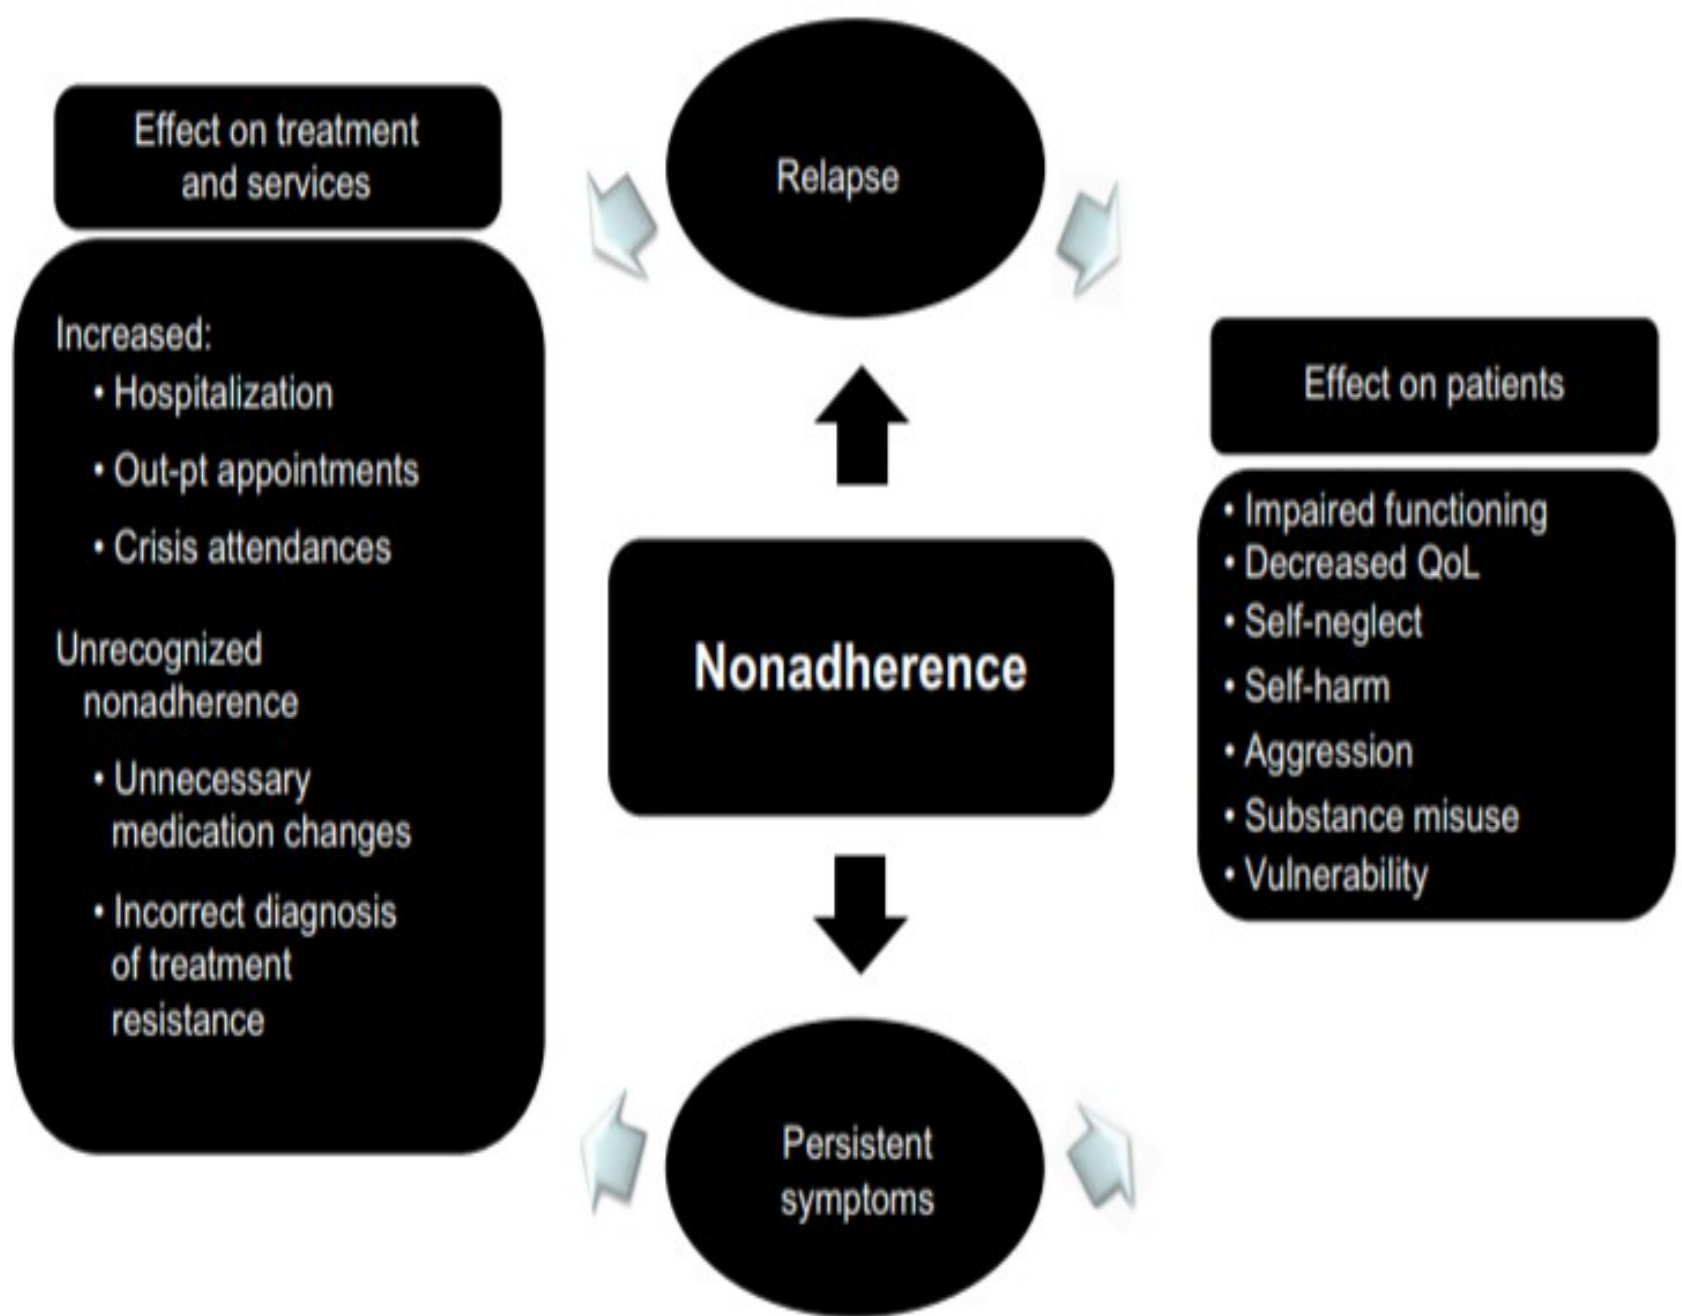 Effect on treatment
and services
Increased:
• Hospitalization
• Out-pt appointments
• Crisis attendances
Unrecognized
nonadherence
• Unnecessary
medication changes
• Incorrect diagnosis
of treatment
resistance
Relapse
Nonadherence
Persistent
symptoms
Effect on patients
• Impaired functioning
• Decreased QoL
• Self-neglect
• Self-harm
• Aggression
• Substance misuse
• Vulnerability